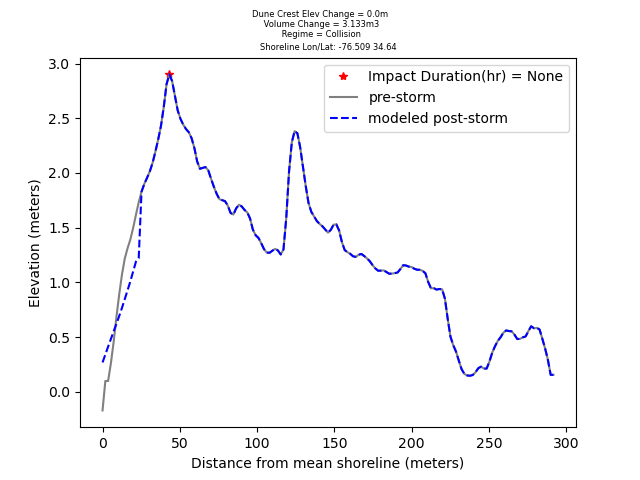 Dune Crest Elev Change = 0.0m
Volume Change = 3.133m3
Regime = Collision
Shoreline Lon/Lat: -76.509 34.64
Impact Duration(hr) = None
pre-storm
modeled post-storm
3.0
2.5
2.0
1.5
1.0
0.5
0.0
Elevation (meters)
0 50 100 150 200 250 300
Distance from mean shoreline (meters)